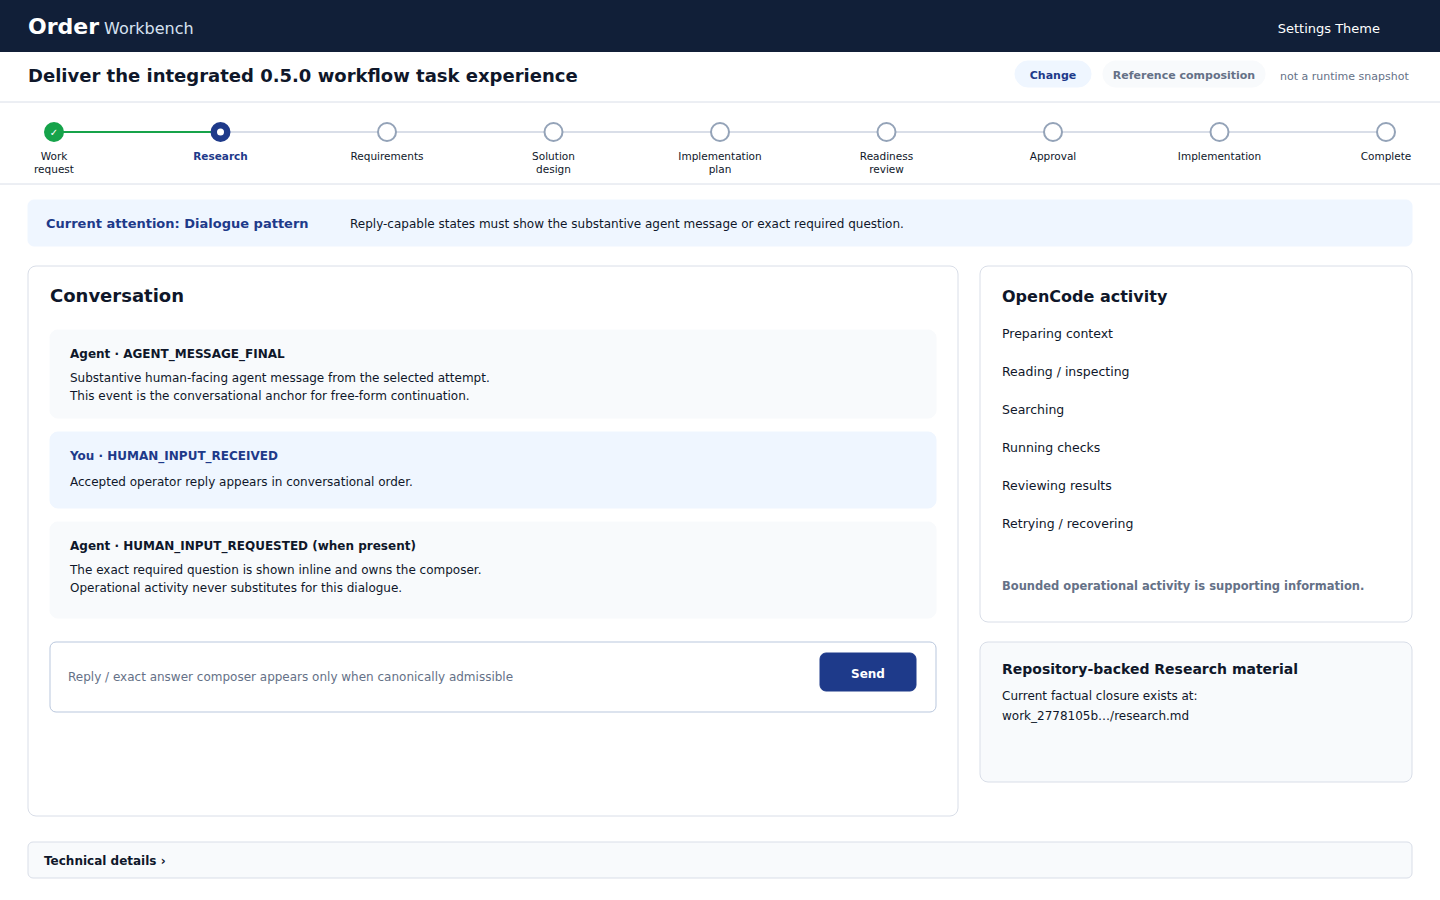 Order Workbench
Settings Theme
Deliver the integrated 0.5.0 workflow task experience
Change
Reference composition
not a runtime snapshot
✓
Work
request
Research
Requirements
Solution
design
Implementation
plan
Readiness
review
Approval
Implementation
Complete
Current attention: Dialogue pattern
Reply-capable states must show the substantive agent message or exact required question.
Conversation
Agent · AGENT_MESSAGE_FINAL
Substantive human-facing agent message from the selected attempt.
This event is the conversational anchor for free-form continuation.
You · HUMAN_INPUT_RECEIVED
Accepted operator reply appears in conversational order.
Agent · HUMAN_INPUT_REQUESTED (when present)
The exact required question is shown inline and owns the composer.
Operational activity never substitutes for this dialogue.
Reply / exact answer composer appears only when canonically admissible
Send
OpenCode activity
Preparing context
Reading / inspecting
Searching
Running checks
Reviewing results
Retrying / recovering
Bounded operational activity is supporting information.
Repository-backed Research material
Current factual closure exists at:
work_2778105b…/research.md
Technical details ›